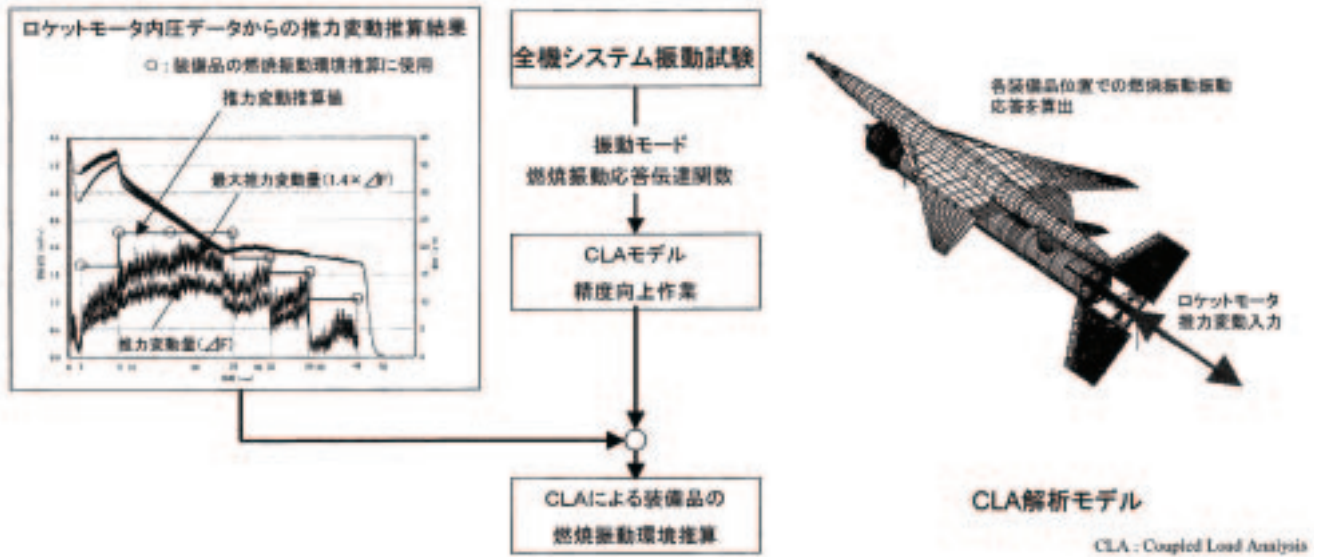 ロケットモータ内圧データからの推力変動推算結果
○：装備品の燃焼振動環境推算に使用
推力変動推算値
最大推力変動量(1.4×⊿F)
推力変動量(⊿F)
全機システム振動試験
振動モード
燃焼振動応答伝達関数
CLAモデル
精度向上作業
CLAによる装備品の
燃焼振動環境推算
各装備品位置での燃焼振動振動
応答を算出
ロケットモータ
推力変動入力
CLA解析モデル
CLA : Coupled Load Analysis